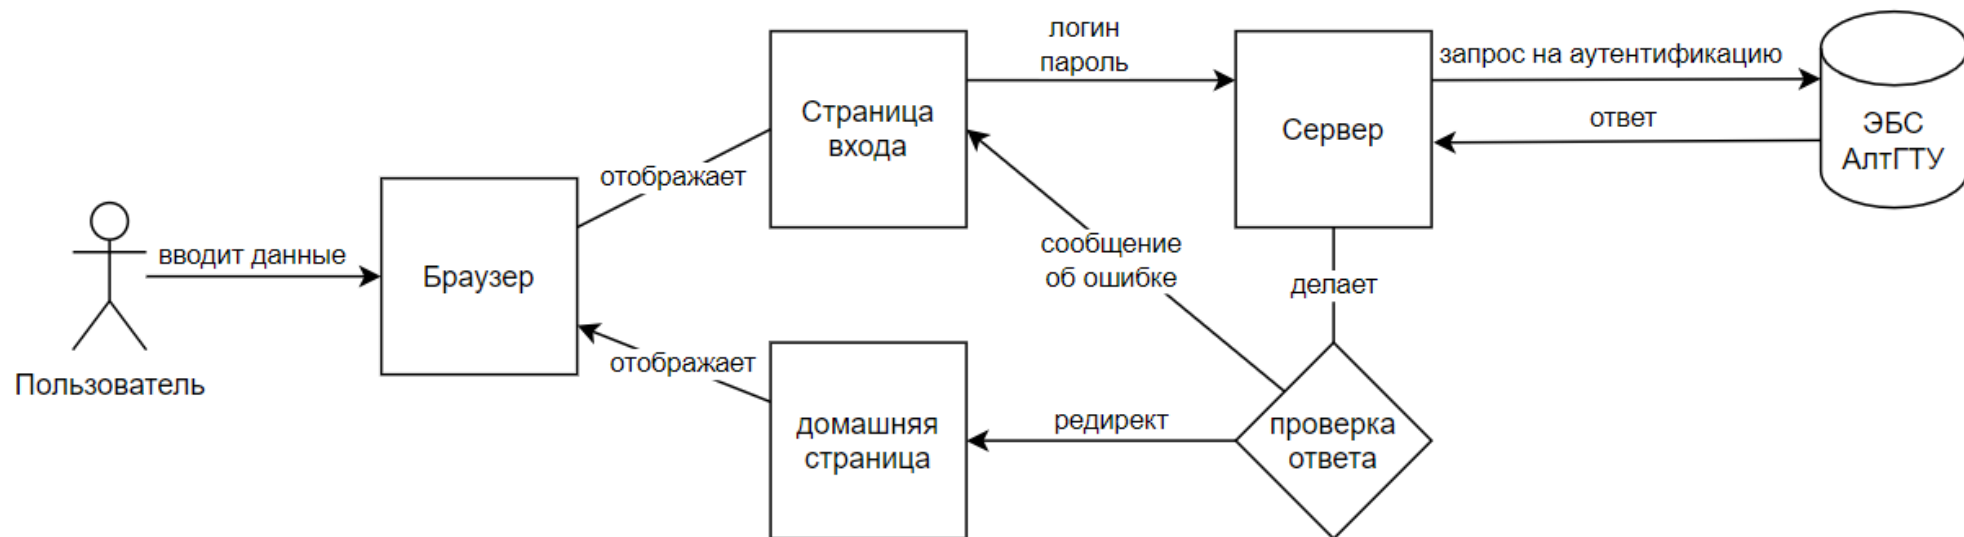 логин
пароль
запрос на аутентификацию
Страница
входа
Сервер
ответ
ЭБС
АлтГТУ
отображает
вводит данные
Браузер
сообщение
об ошибке
делает
отображает
Пользователь
домашняя
страница
редирект
проверка
ответа